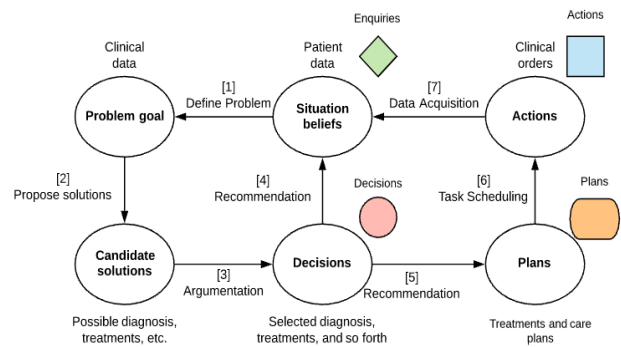 Enquiries
Actions
Clinical
data
Patient
data
Clinical
orders
[1]
Define Problem
[7]
Data Acquisition
Problem goal
Situation
beliefs
Actions
[2]
Propose solutions
[4]
Recommendation
Decisions
[6]
Task Scheduling
Plans
Candidate
solutions
[3]
Argumentation
Decisions
[5]
Recommendation
Plans
Possible diagnosis,
treatments, etc.
Selected diagnosis,
treatments, and so forth
Treatments and care
plans